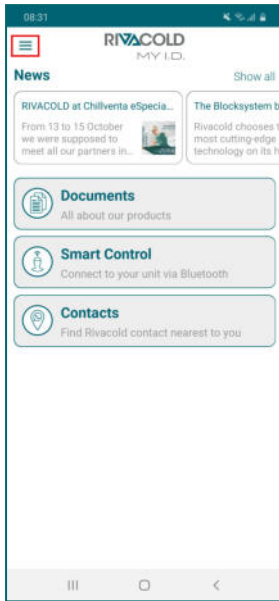 08:31
RIVACOLD
MY I.D.
News
Show all
RIVACOLD at Chillventa eSpecia...
From 13 to 15 October
we were supposed to
meet all our partners in...
The Blocksystem b
Rivacold chooses t
most cutting-edge
technology on its h
Documents
All about our products
Smart Control
Connect to your unit via Bluetooth
Contacts
Find Rivacold contact nearest to you